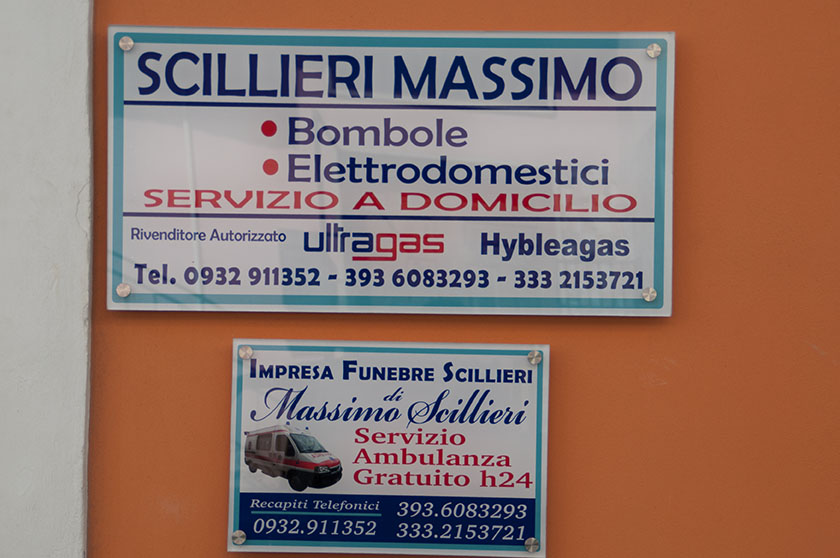 SCILLIERI MASSIMO
• Bombole
• Elettrodomestici
SERVIZIO A DOMICILIO
Rivenditore Autorizzato ultragas Hybleagas
Tel. 0932 911352 - 393 6083293 - 333 2153721
IMPRESA FUNEBRE SCILLIERI
di
Massimo Scillieri
Servizio
Ambulanza
Gratuito h24
Recapiti Telefonici 393.6083293
0932.911352 333.2153721